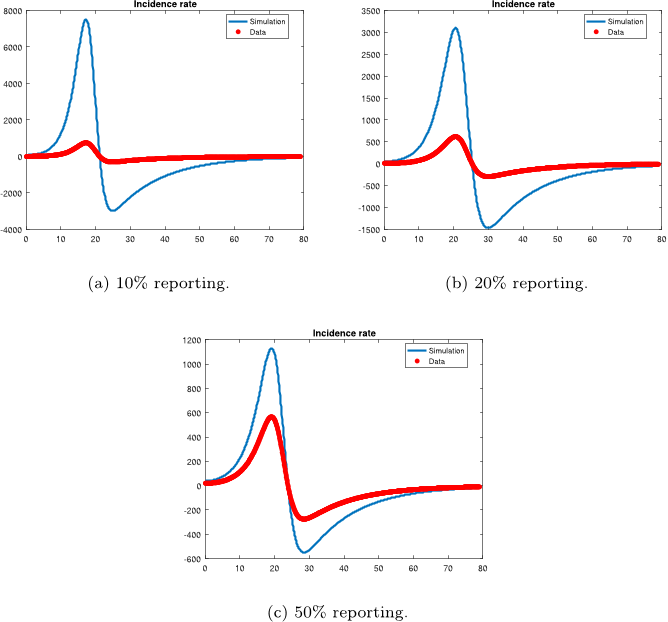 Incidence rate
8000
6000
4000
2000
0
-2000
-4000
0 10 20 30 40 50 60 70 80
Simulation
Data
(a) 10% reporting.
Incidence rate
3500
3000
2500
2000
1500
1000
500
0
-500
-1000
-1500
0 10 20 30 40 50 60 70 80
Simulation
Data
(b) 20% reporting.
Incidence rate
1200
1000
800
600
400
200
0
-200
-400
-600
0 10 20 30 40 50 60 70 80
Simulation
Data
(c) 50% reporting.